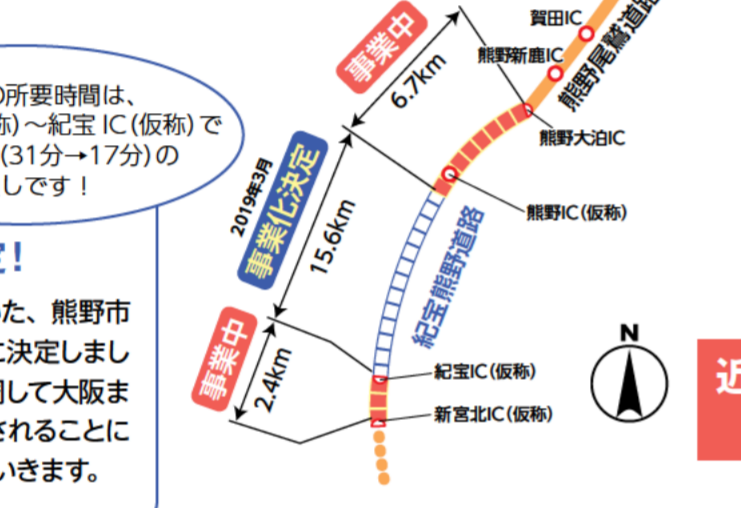 賀田IC
熊野尾鷲道路
熊野新鹿IC
事業中
6.7km
の所要時間は、
称)～紀宝 IC(仮称)で
(31分→17分)の
しです！
熊野大泊IC
2019年3月
事業化決定
15.6km
熊野IC(仮称)
紀宝熊野道路
定!
いた、熊野市
に決定しまし
して大阪ま
されることに
いきます。
事業中
2.4km
紀宝IC(仮称)
新宮北IC(仮称)
N
近